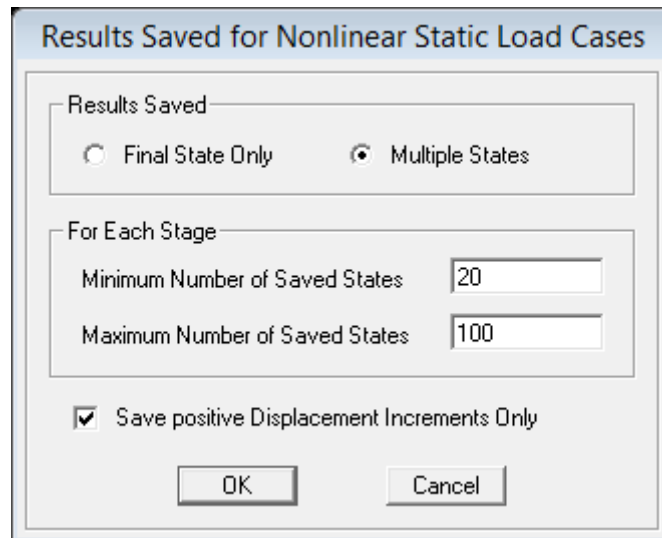 Results Saved for Nonlinear Static Load Cases
Results Saved
Final State Only Multiple States
For Each Stage
Minimum Number of Saved States 20
Maximum Number of Saved States 100
Save positive Displacement Increments Only
OK Cancel